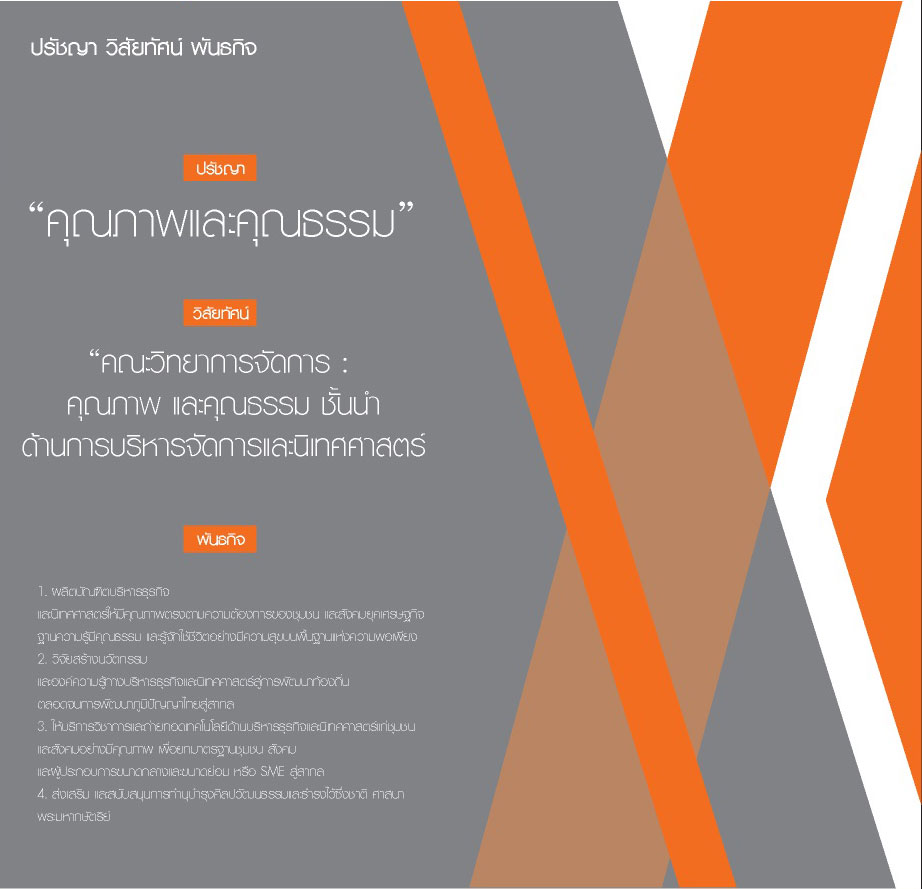 ปรัชญา วิสัยทัศน์ พันธกิจ
ปรัชญา
“คุณภาพและคุณธรรม”
วิสัยทัศน์
“คณะวิทยาการจัดการ :
คุณภาพ และคุณธรรม ชั้นนำ
ด้านการบริหารจัดการและนิเทศศาสตร์
พันธกิจ
1. ผลิตบัณฑิตบริหารธุรกิจ
และนิเทศศาสตร์ให้มีคุณภาพตรงตามความต้องการของชุมชน และสังคมยุคเศรษฐกิจ
ฐานความรู้มีคุณธรรม และรู้จักใช้ชีวิตอย่างมีความสุขบนพื้นฐานแห่งความพอเพียง
2. วิจัยสร้างนวัตกรรม
และองค์ความรู้ทางบริหารธุรกิจและนิเทศศาสตร์สู่การพัฒนาท้องถิ่น
ตลอดจนการพัฒนาภูมิปัญญาไทยสู่สากล
3. ให้บริการวิชาการและถ่ายทอดเทคโนโลยีด้านบริหารธุรกิจและนิเทศศาสตร์แก่ชุมชน
และสังคมอย่างมีคุณภาพ เพื่อยกมาตรฐานชุมชน สังคม
และผู้ประกอบการขนาดกลางและขนาดย่อม หรือ SME สู่สากล
4. ส่งเสริม และสนับสนุนการทำนุบำรุงศิลปวัฒนธรรมและธำรงไว้ซึ่งชาติ ศาสนา
พระมหากษัตริย์